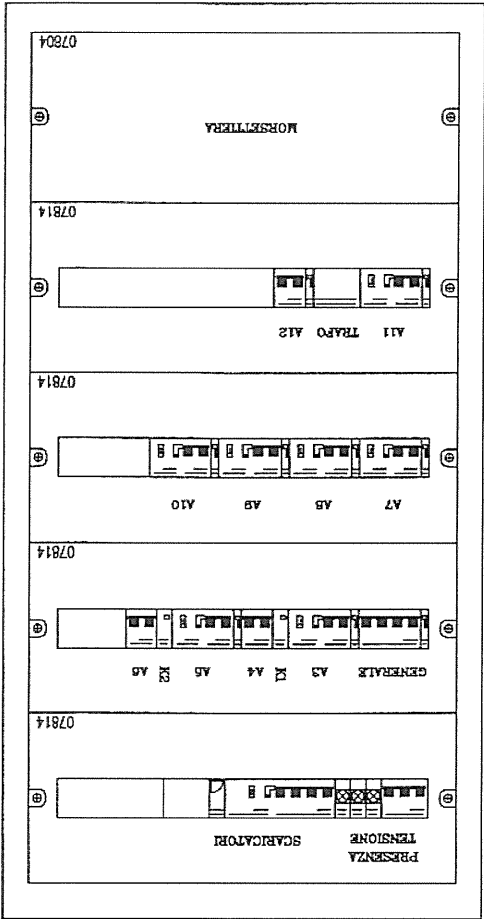 PRESENZA
TENSIONE
SCARICATORI
07814
GENERALE A3 K1 A4 A5 K2 A6
07814
A7 A8 A9 A10
07814
A11 TRAFO A12
07814
MORSETTIERA
07804